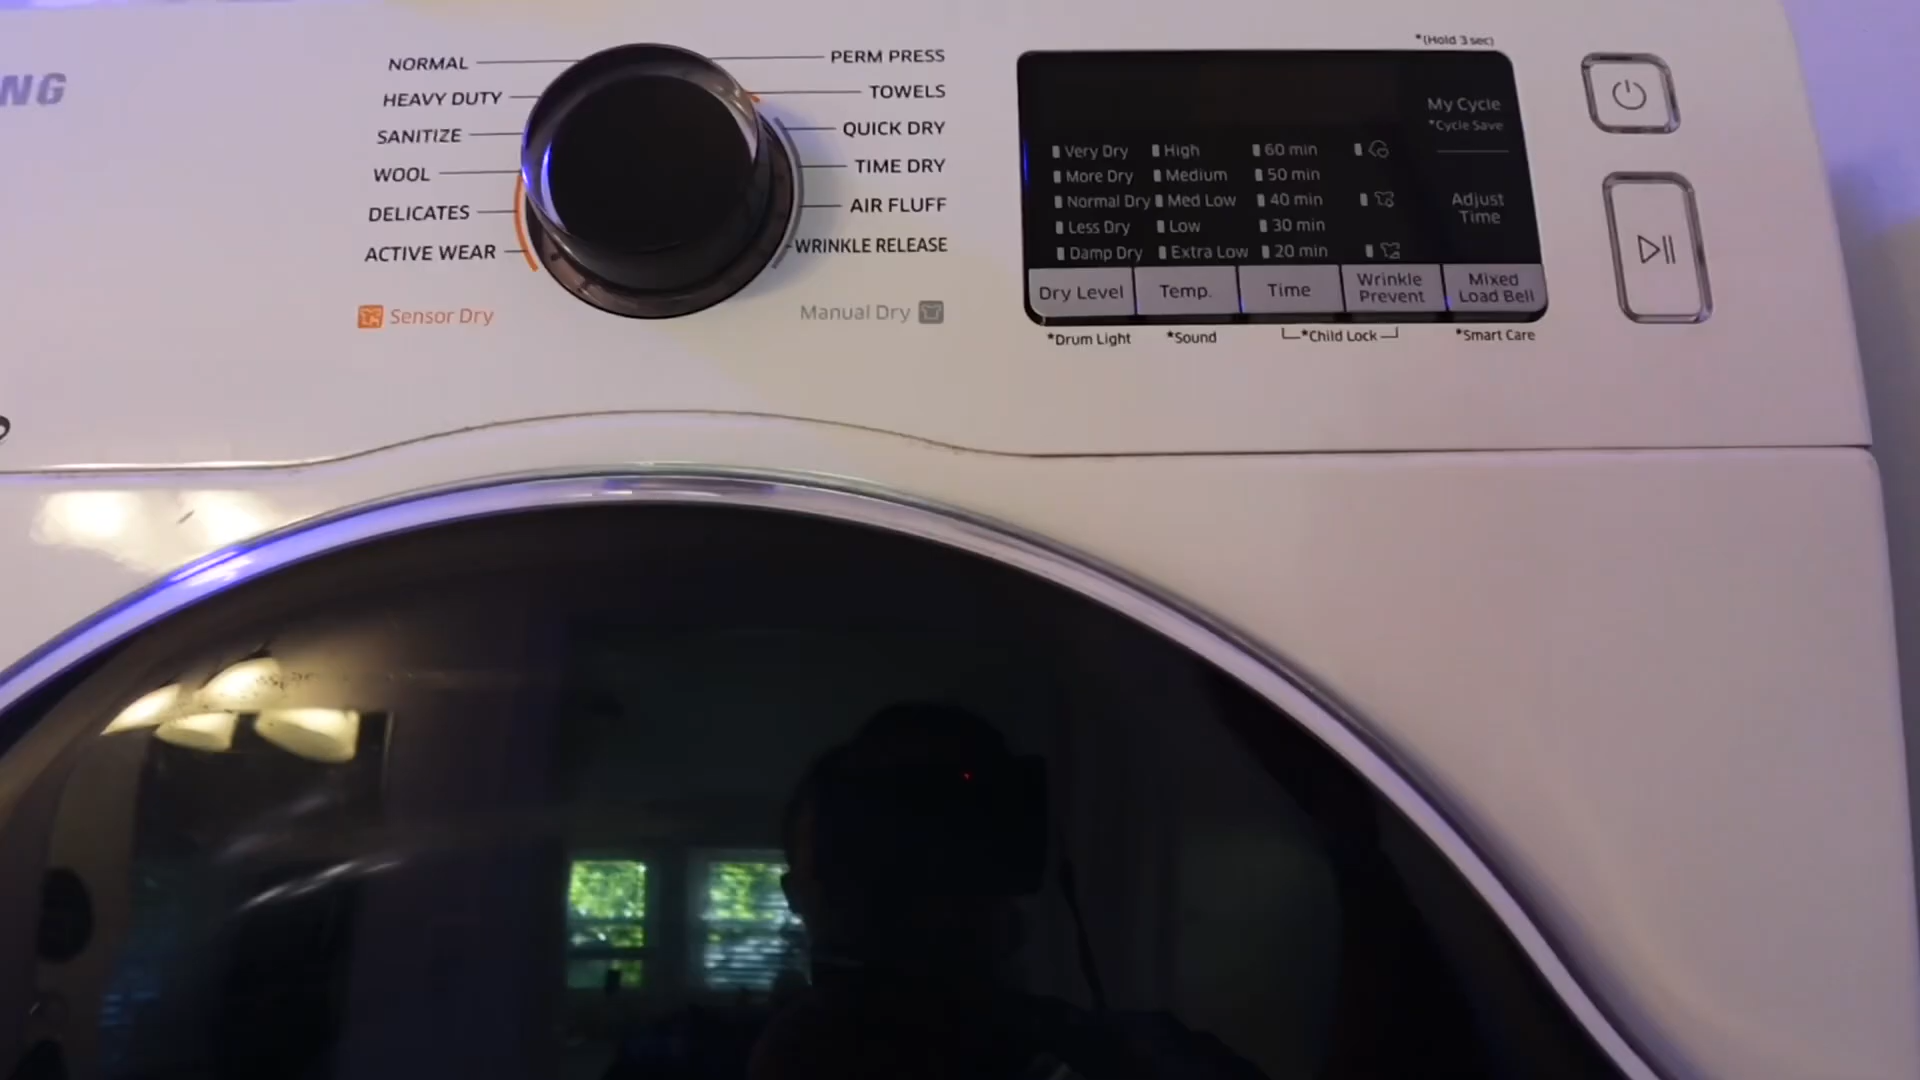 NG
NORMAL
HEAVY DUTY
SANITIZE
WOOL
DELICATES
ACTIVE WEAR
Sensor Dry
PERM PRESS
TOWELS
QUICK DRY
TIME DRY
AIR FLUFF
WRINKLE RELEASE
Manual Dry
*(Hold 3 sec)
My Cycle
*Cycle Save
Adjust
Time
Very Dry High 60 min
More Dry Medium 50 min
Normal Dry Med Low 40 min
Less Dry Low 30 min
Damp Dry Extra Low 20 min
Dry Level
Temp.
Time
Wrinkle
Prevent
Mixed
Load Bell
*Drum Light
*Sound
*Child Lock
*Smart Care